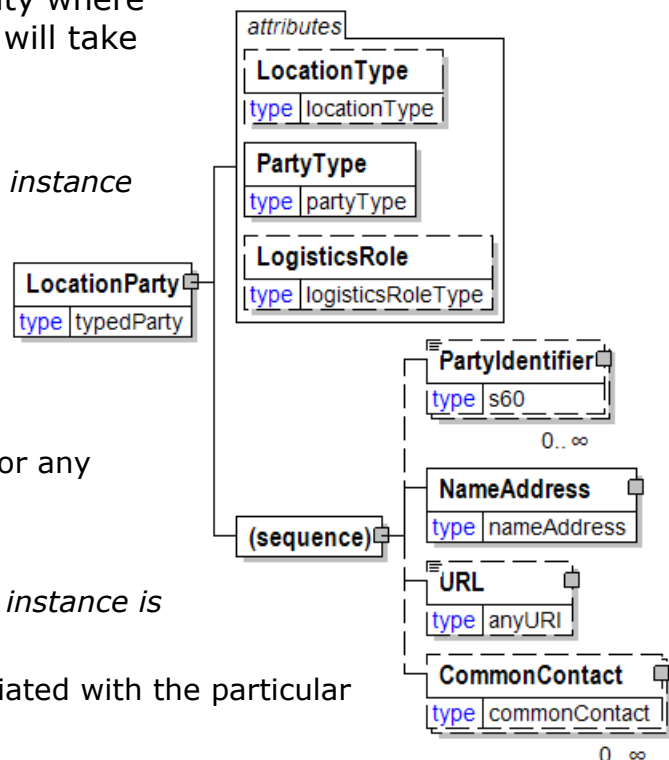 ity where
will take
instance
or any
instance is
iated with the particular
attributes
LocationType
type locationType
PartyType
type partyType
LogisticsRole
type logisticsRoleType
LocationParty
type typedParty
(sequence)
PartyIdentifier
type s60
0.. ∞
NameAddress
type nameAddress
URL
type anyURI
CommonContact
type commonContact
0.. ∞